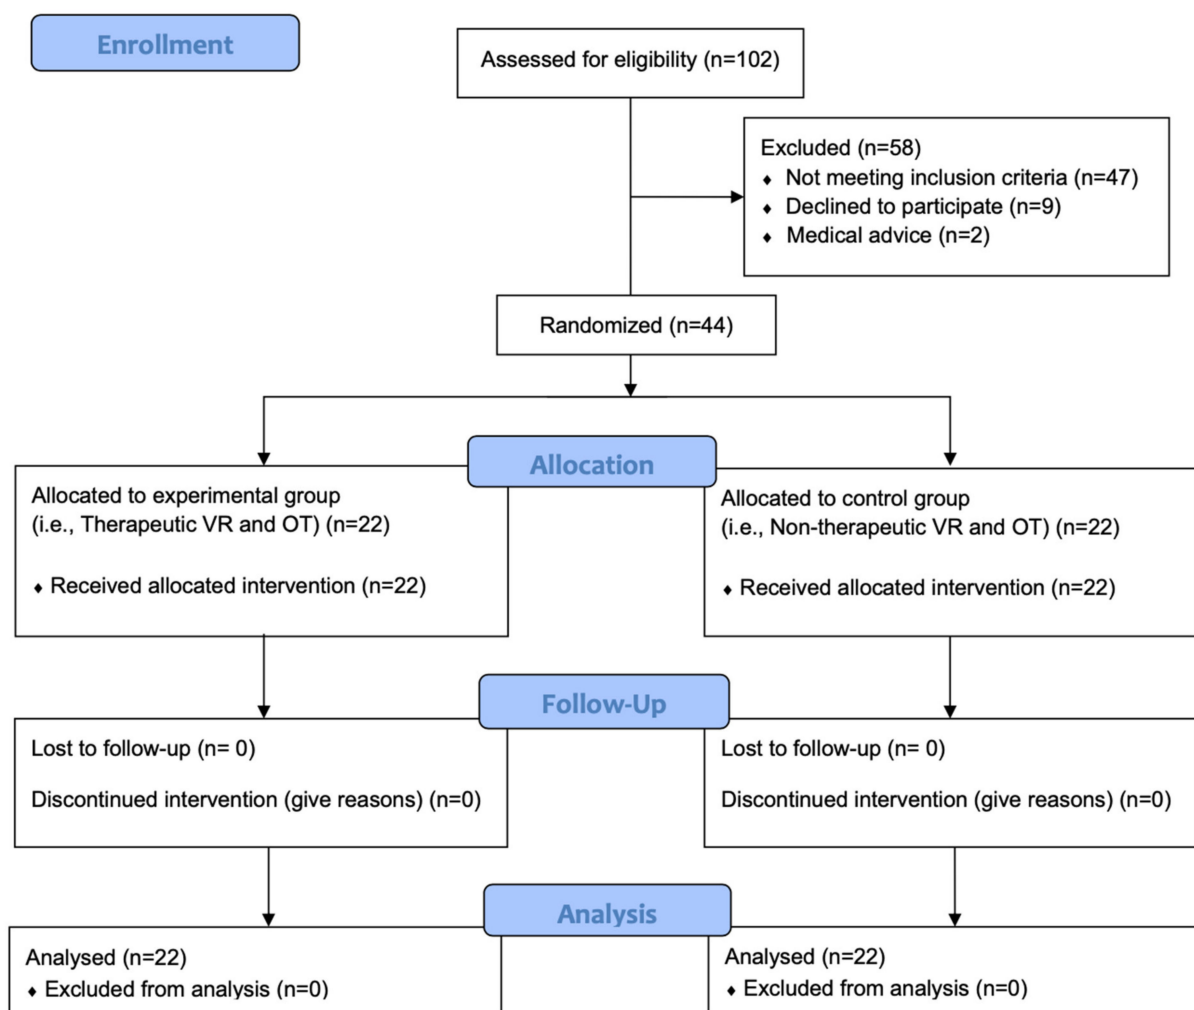 Enrollment
Assessed for eligibility (n=102)
Excluded (n=58)
♦ Not meeting inclusion criteria (n=47)
♦ Declined to participate (n=9)
♦ Medical advice (n=2)
Randomized (n=44)
Allocation
Allocated to experimental group
(i.e., Therapeutic VR and OT) (n=22)
♦ Received allocated intervention (n=22)
Allocated to control group
(i.e., Non-therapeutic VR and OT) (n=22)
♦ Received allocated intervention (n=22)
Follow-Up
Lost to follow-up (n= 0)
Discontinued intervention (give reasons) (n=0)
Lost to follow-up (n= 0)
Discontinued intervention (give reasons) (n=0)
Analysis
Analysed (n=22)
♦ Excluded from analysis (n=0)
Analysed (n=22)
♦ Excluded from analysis (n=0)